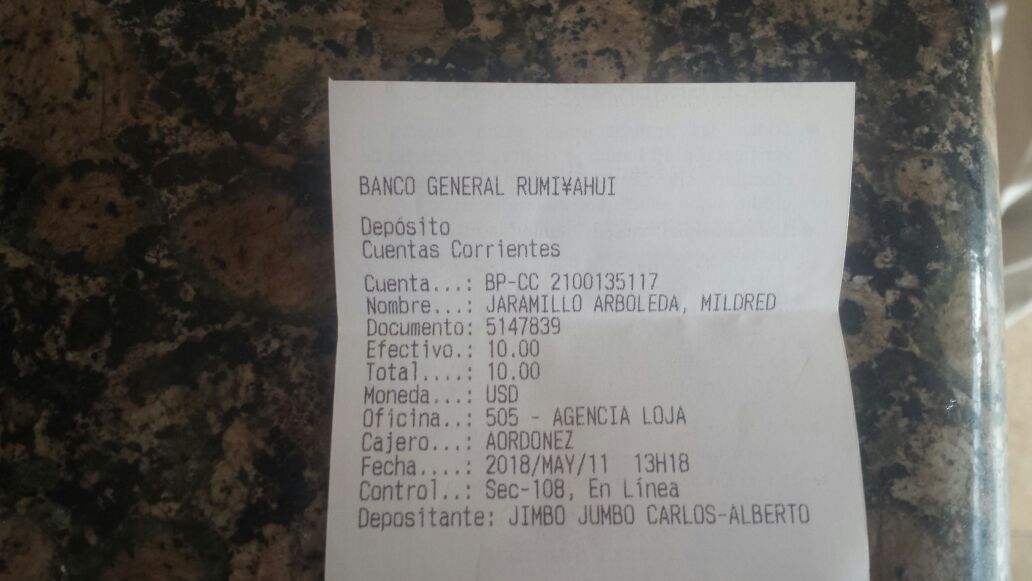 BANCO GENERAL RUMI¥AHUI
Depósito
Cuentas Corrientes
Cuenta...: BP-CC 2100135117
Nombre...: JARAMILLO ARBOLEDA, MILDRED
Documento: 5147839
Efectivo.: 10.00
Total....: 10.00
Moneda...: USD
Oficina..: 505 - AGENCIA LOJA
Cajero...: AORDONEZ
Fecha....: 2018/MAY/11  13H18
Control..: Sec-108, En Línea
Depositante: JIMBO JUMBO CARLOS-ALBERTO